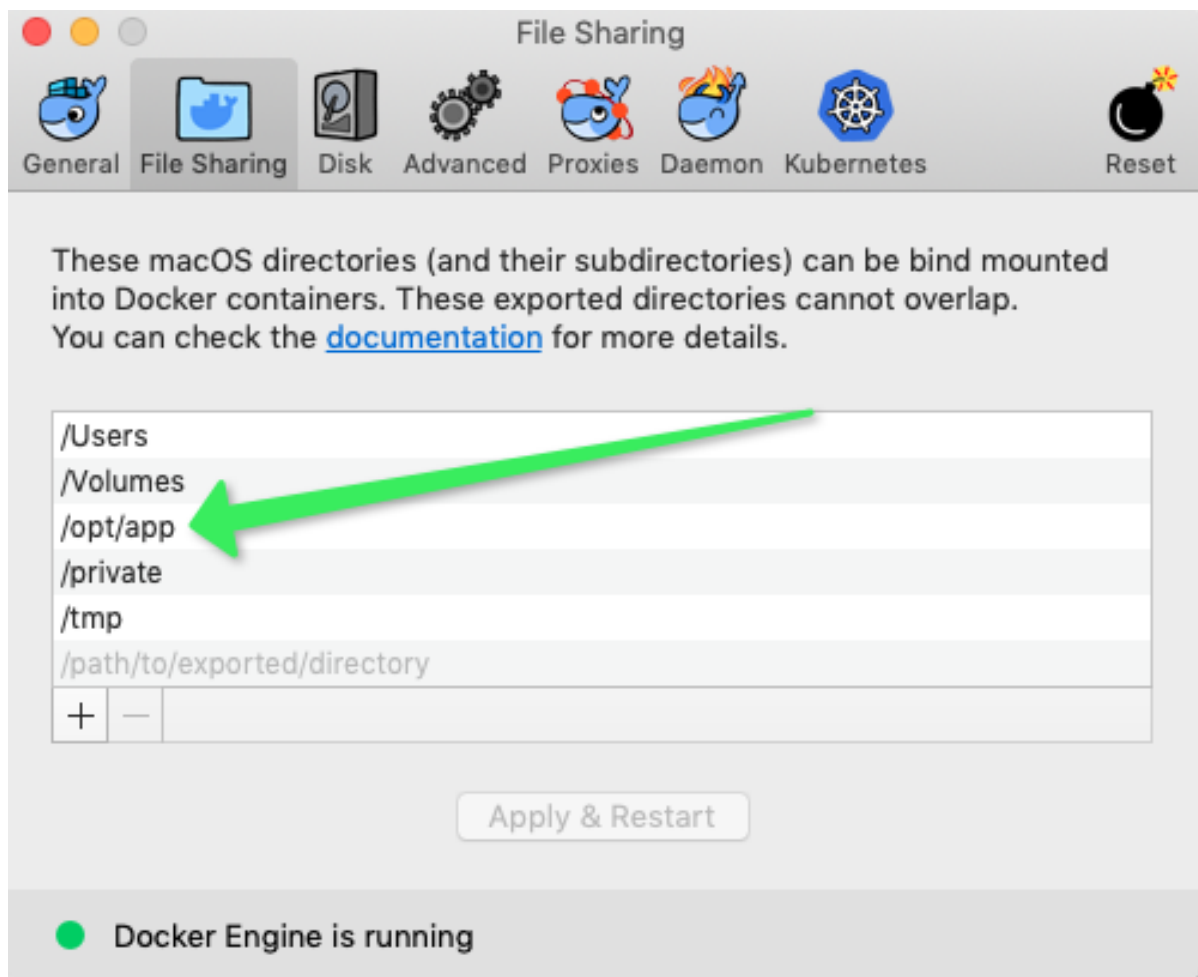 File Sharing
General File Sharing Disk Advanced Proxies Daemon Kubernetes Reset
These macOS directories (and their subdirectories) can be bind mounted
into Docker containers. These exported directories cannot overlap.
You can check the documentation for more details.
/Users
/Volumes
/opt/app
/private
/tmp
/path/to/exported/directory
Apply & Restart
Docker Engine is running